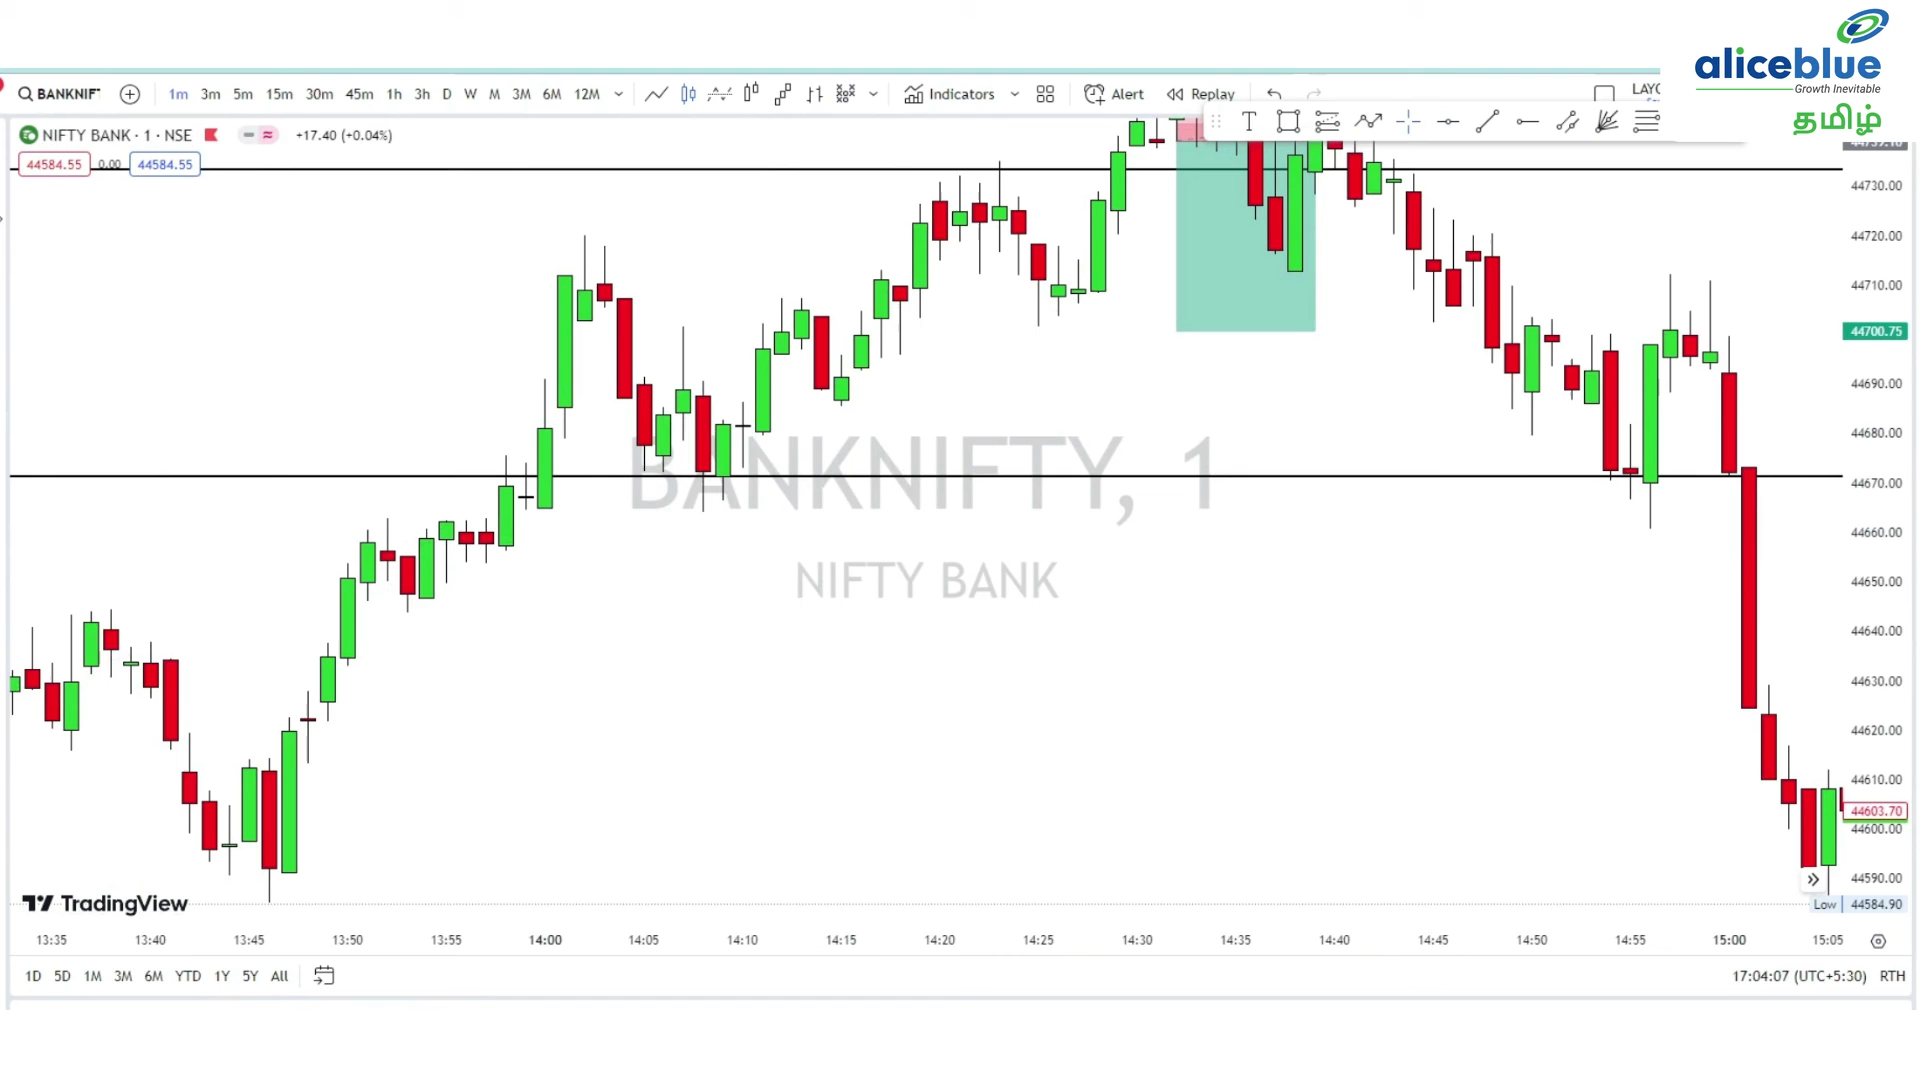 aliceblue
Growth Inevitable
தமிழ்
BANKNIF 1m 3m 5m 15m 30m 45m 1h 3h D W M 3M 6M 12M Indicators Alert Replay
NIFTY BANK · 1 · NSE +17.40 (+0.04%)
44584.55 0.00 44584.55
44730.00
44720.00
44710.00
44700.75
44690.00
44680.00
44670.00
44660.00
44650.00
44640.00
44630.00
44620.00
44610.00
44603.70
44600.00
44590.00
Low 44584.90
BANKNIFTY, 1
NIFTY BANK
TradingView
13:35 13:40 13:45 13:50 13:55 14:00 14:05 14:10 14:15 14:20 14:25 14:30 14:35 14:40 14:45 14:50 14:55 15:00 15:05
1D 5D 1M 3M 6M YTD 1Y 5Y All 17:04:07 (UTC+5:30) RTH